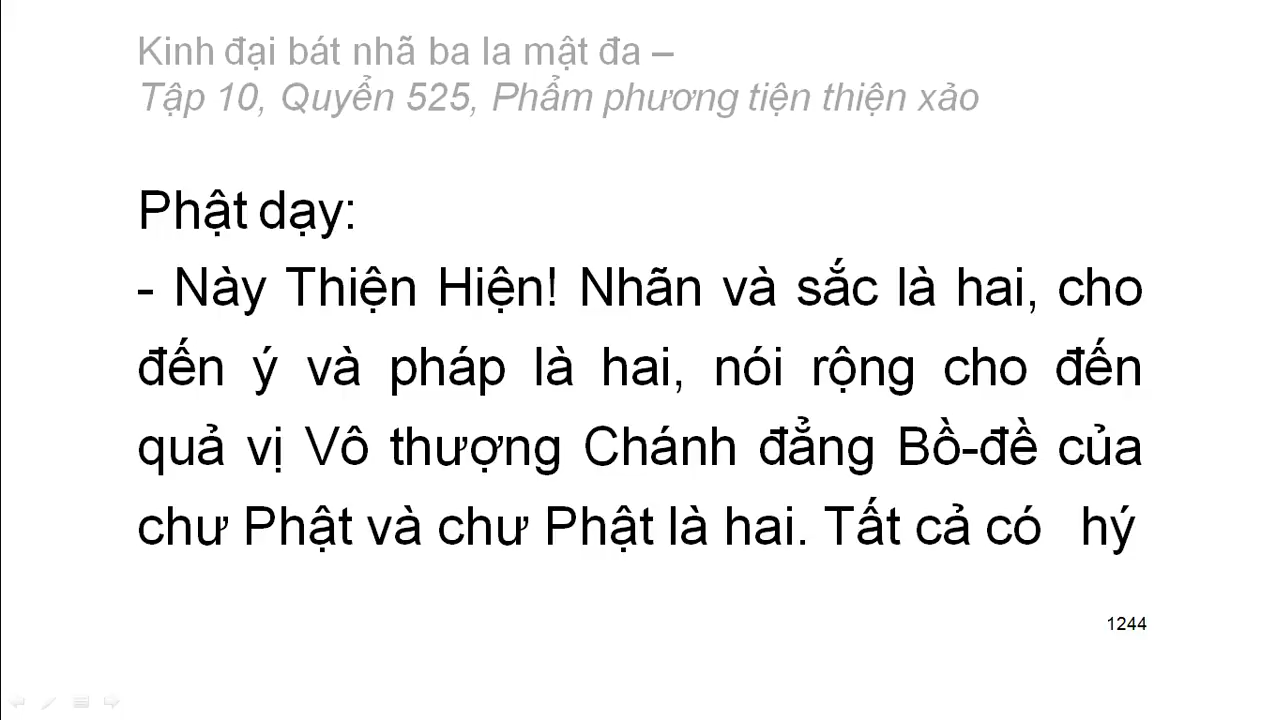 Kinh đại bát nhã ba la mật đa –
Tập 10, Quyển 525, Phẩm phương tiện thiện xảo
Phật dạy:
- Này Thiện Hiện! Nhãn và sắc là hai, cho
đến ý và pháp là hai, nói rộng cho đến
quả vị Vô thượng Chánh đẳng Bồ-đề của
chư Phật và chư Phật là hai. Tất cả có hý
1244